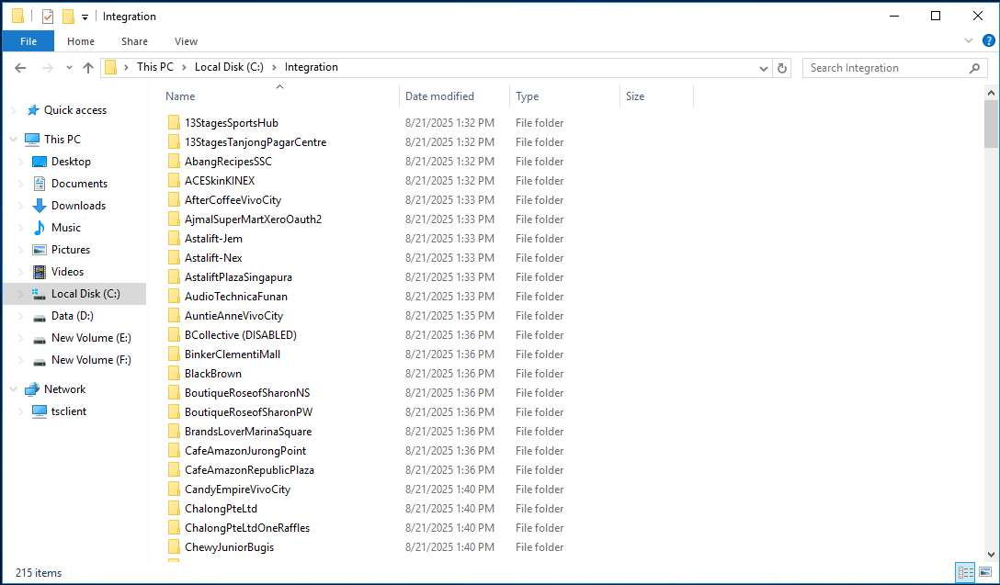 Integration
File Home Share View
This PC Local Disk (C:) Integration
Search Integration
Name Date modified Type Size
Quick access
This PC
Desktop
Documents
Downloads
Music
Pictures
Videos
Local Disk (C:)
Data (D:)
New Volume (E:)
New Volume (F:)
Network
tsclient
13StagesSportsHub 8/21/2025 1:32 PM File folder
13StagesTanjongPagarCentre 8/21/2025 1:32 PM File folder
AbangRecipesSSC 8/21/2025 1:32 PM File folder
ACESkinKINEX 8/21/2025 1:32 PM File folder
AfterCoffeeVivoCity 8/21/2025 1:33 PM File folder
AjmalSuperMartXeroOauth2 8/21/2025 1:33 PM File folder
Astalift-Jem 8/21/2025 1:33 PM File folder
Astalift-Nex 8/21/2025 1:33 PM File folder
AstaliftPlazaSingapura 8/21/2025 1:33 PM File folder
AudioTechnicaFunan 8/21/2025 1:33 PM File folder
AuntieAnneVivoCity 8/21/2025 1:35 PM File folder
BCollective (DISABLED) 8/21/2025 1:36 PM File folder
BinkerClementiMall 8/21/2025 1:36 PM File folder
BlackBrown 8/21/2025 1:36 PM File folder
BoutiqueRoseofSharonNS 8/21/2025 1:36 PM File folder
BoutiqueRoseofSharonPW 8/21/2025 1:36 PM File folder
BrandsLoverMarinaSquare 8/21/2025 1:36 PM File folder
CafeAmazonJurongPoint 8/21/2025 1:36 PM File folder
CafeAmazonRepublicPlaza 8/21/2025 1:36 PM File folder
CandyEmpireVivoCity 8/21/2025 1:40 PM File folder
ChalongPteLtd 8/21/2025 1:40 PM File folder
ChalongPteLtdOneRaffles 8/21/2025 1:40 PM File folder
ChewyJuniorBugis 8/21/2025 1:40 PM File folder
215 items